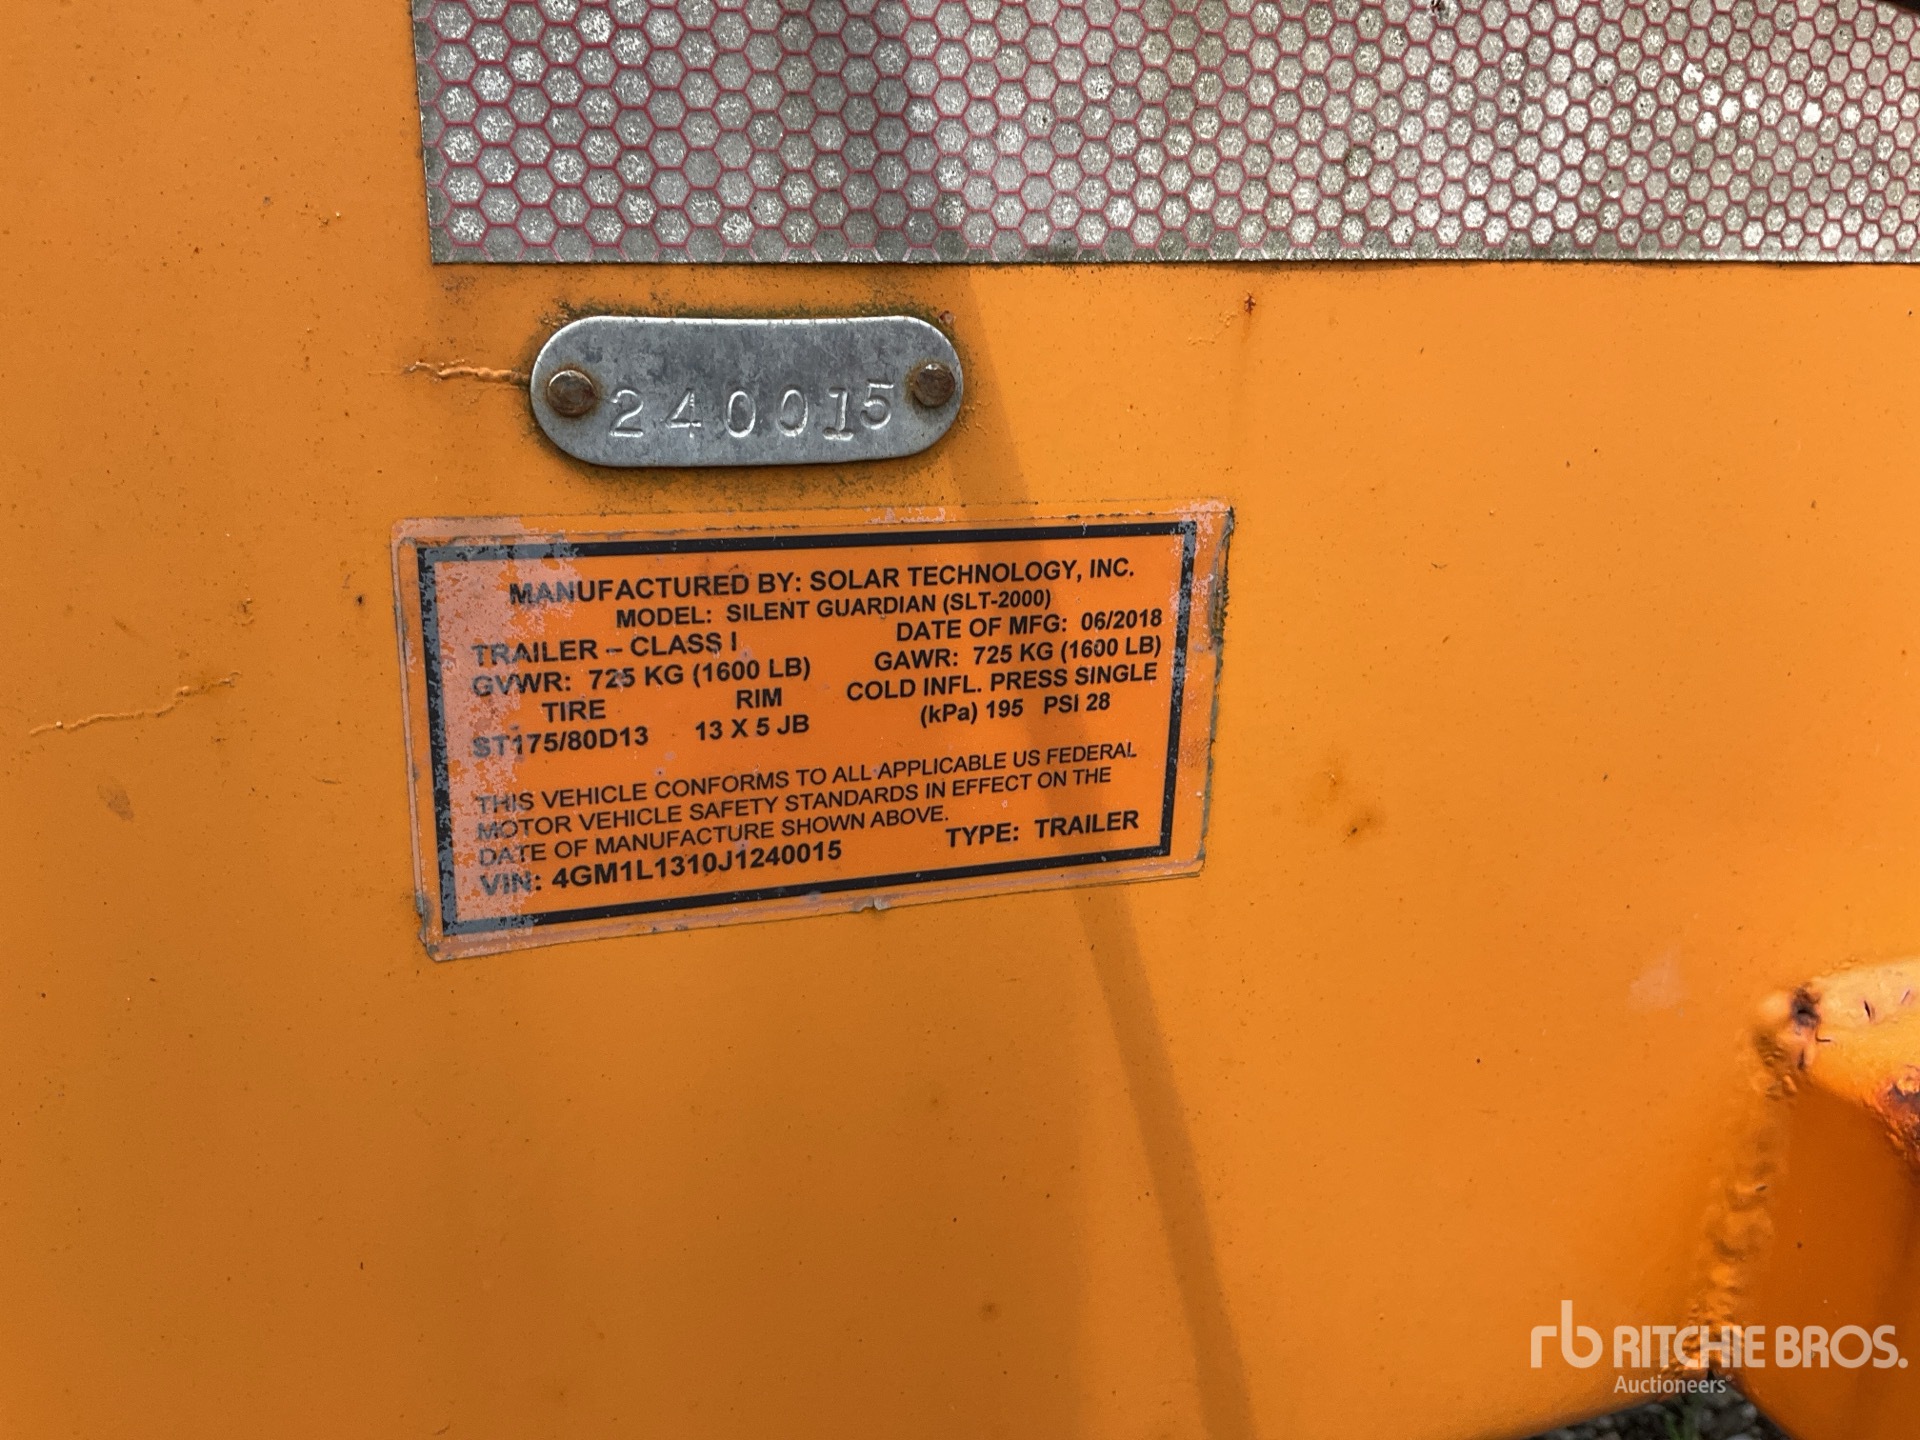 240015
MANUFACTURED BY: SOLAR TECHNOLOGY, INC.
MODEL: SILENT GUARDIAN (SLT-2000)
TRAILER – CLASS I DATE OF MFG: 06/2018
GVWR: 725 KG (1600 LB) GAWR: 725 KG (1600 LB)
TIRE RIM COLD INFL. PRESS SINGLE
ST175/80D13 13 X 5 JB (kPa) 195 PSI 28
THIS VEHICLE CONFORMS TO ALL APPLICABLE US FEDERAL
MOTOR VEHICLE SAFETY STANDARDS IN EFFECT ON THE
DATE OF MANUFACTURE SHOWN ABOVE.
VIN: 4GM1L1310J1240015 TYPE: TRAILER
rb RITCHIE BROS.
Auctioneers